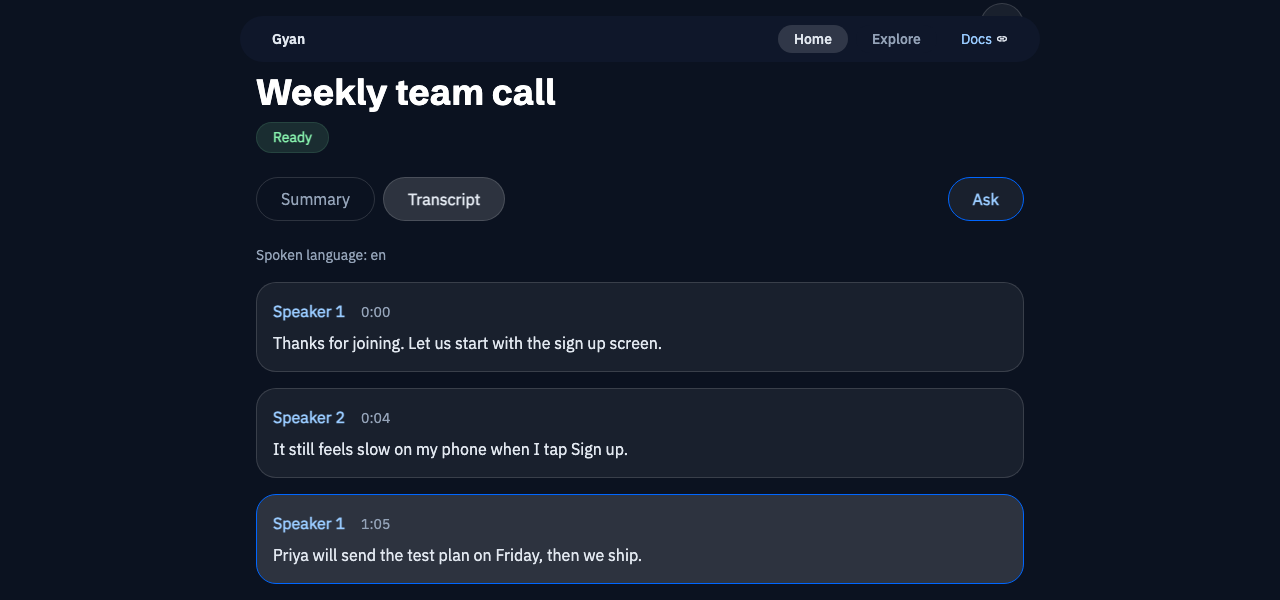 Gyan
Home
Explore
Docs
Weekly team call
Ready
Summary
Transcript
Ask
Spoken language: en
Speaker 1 0:00
Thanks for joining. Let us start with the sign up screen.
Speaker 2 0:04
It still feels slow on my phone when I tap Sign up.
Speaker 1 1:05
Priya will send the test plan on Friday, then we ship.